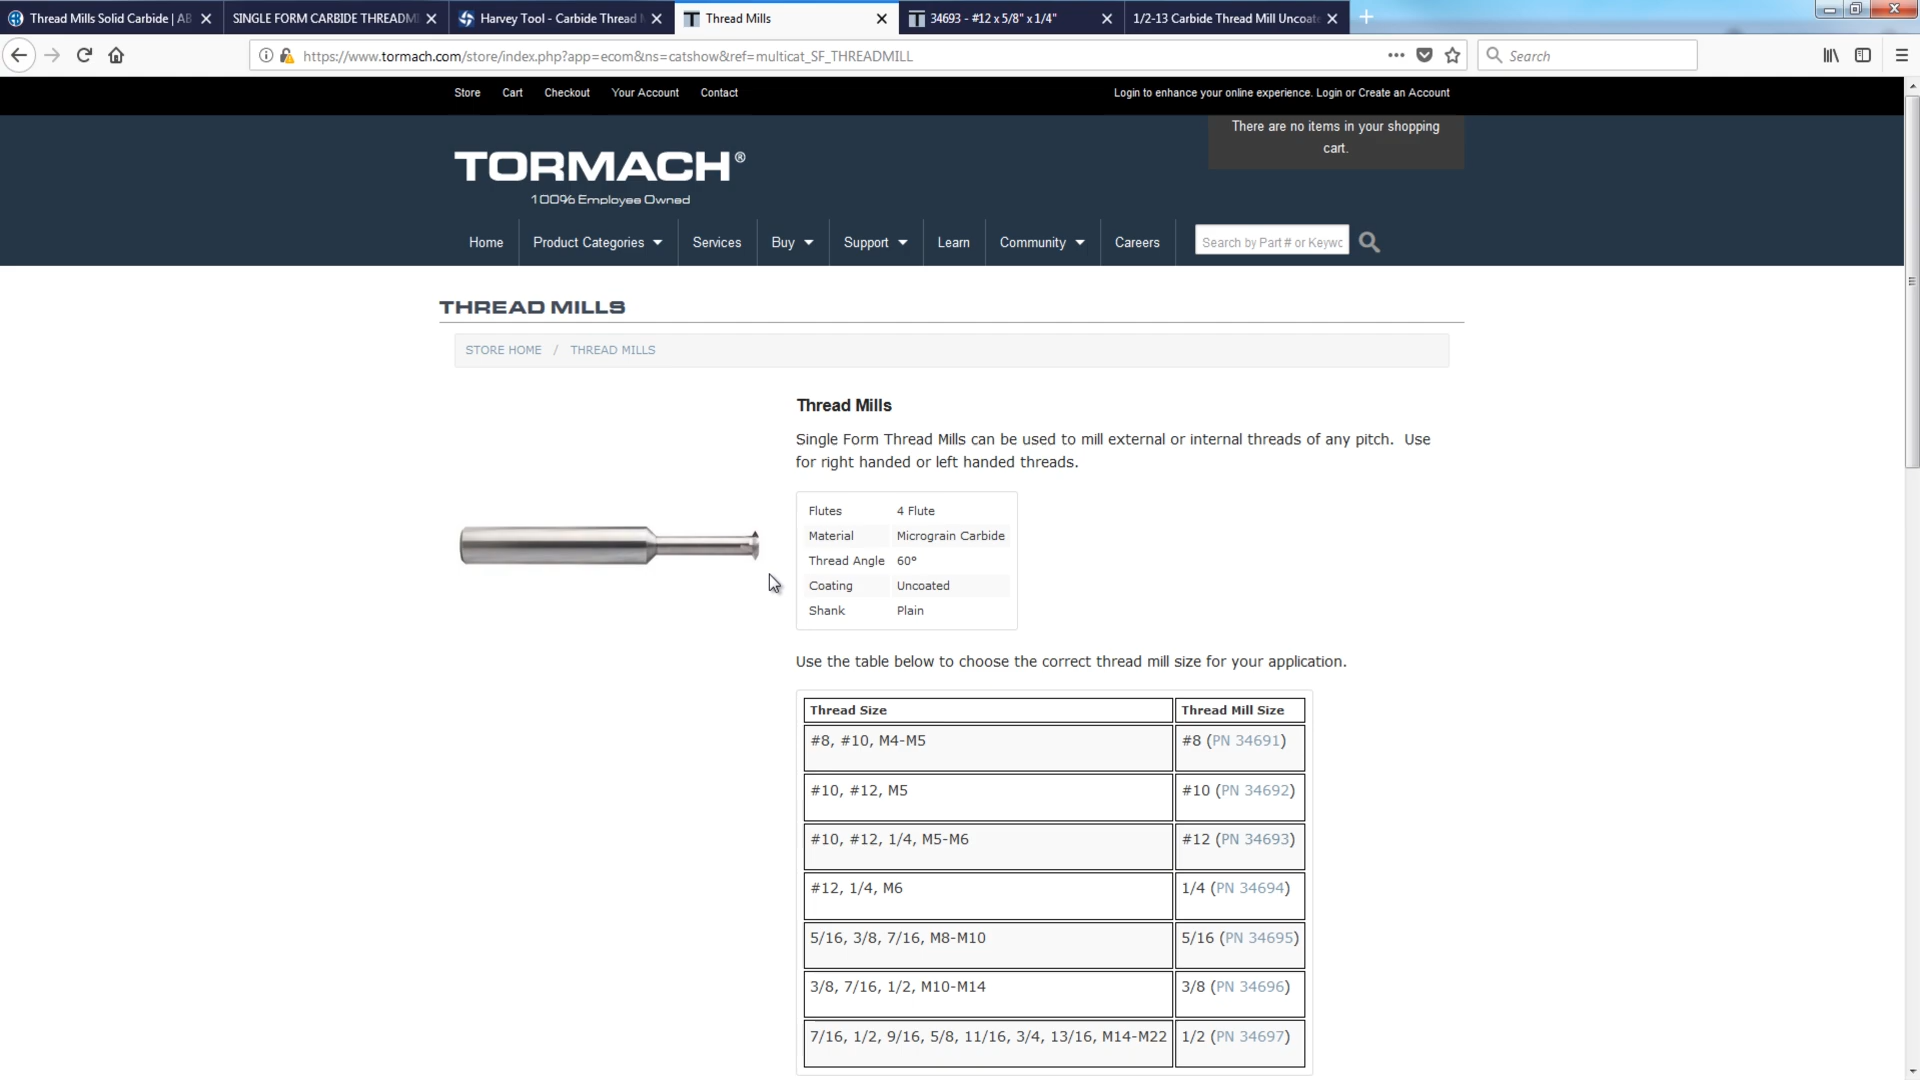 Thread Mills Solid Carbide | AB
SINGLE FORM CARBIDE THREADM
Harvey Tool - Carbide Thread
Thread Mills
34693 - #12 x 5/8" x 1/4"
1/2-13 Carbide Thread Mill Uncoat
https://www.tormach.com/store/index.php?app=ecom&ns=catshow&ref=multicat_SF_THREADMILL
Search
Store Cart Checkout Your Account Contact
Login to enhance your online experience. Login or Create an Account
There are no items in your shopping
cart.
TORMACH®
100% Employee Owned
Home Product Categories Services Buy Support Learn Community Careers
Search by Part # or Keywo
THREAD MILLS
STORE HOME / THREAD MILLS
Thread Mills
Single Form Thread Mills can be used to mill external or internal threads of any pitch. Use
for right handed or left handed threads.
Flutes 4 Flute
Material Micrograin Carbide
Thread Angle 60°
Coating Uncoated
Shank Plain
Use the table below to choose the correct thread mill size for your application.
Thread Size Thread Mill Size
#8, #10, M4-M5 #8 (PN 34691)
#10, #12, M5 #10 (PN 34692)
#10, #12, 1/4, M5-M6 #12 (PN 34693)
#12, 1/4, M6 1/4 (PN 34694)
5/16, 3/8, 7/16, M8-M10 5/16 (PN 34695)
3/8, 7/16, 1/2, M10-M14 3/8 (PN 34696)
7/16, 1/2, 9/16, 5/8, 11/16, 3/4, 13/16, M14-M22 1/2 (PN 34697)